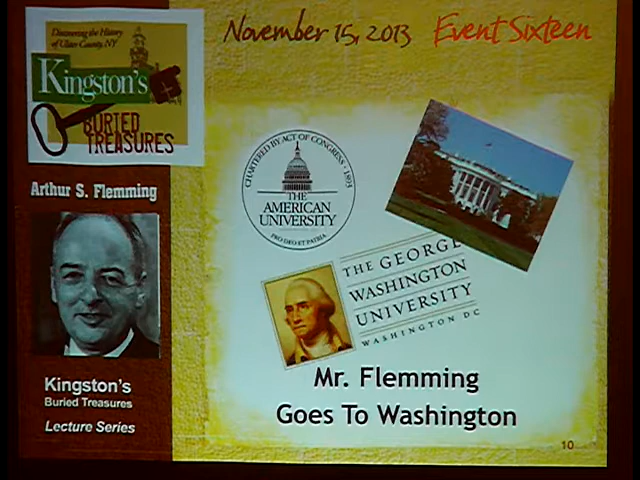 November 15, 2013 Event Sixteen
Discovering the History
of Ulster County, NY
Kingston's
BURIED
TREASURES
Arthur S. Flemming
CHARTERED BY ACT OF CONGRESS · 1893
THE
AMERICAN
UNIVERSITY
PRO DEO ET PATRIA
THE GEORGE
WASHINGTON
UNIVERSITY
WASHINGTON DC
Kingston's
Buried Treasures
Lecture Series
Mr. Flemming
Goes To Washington
10